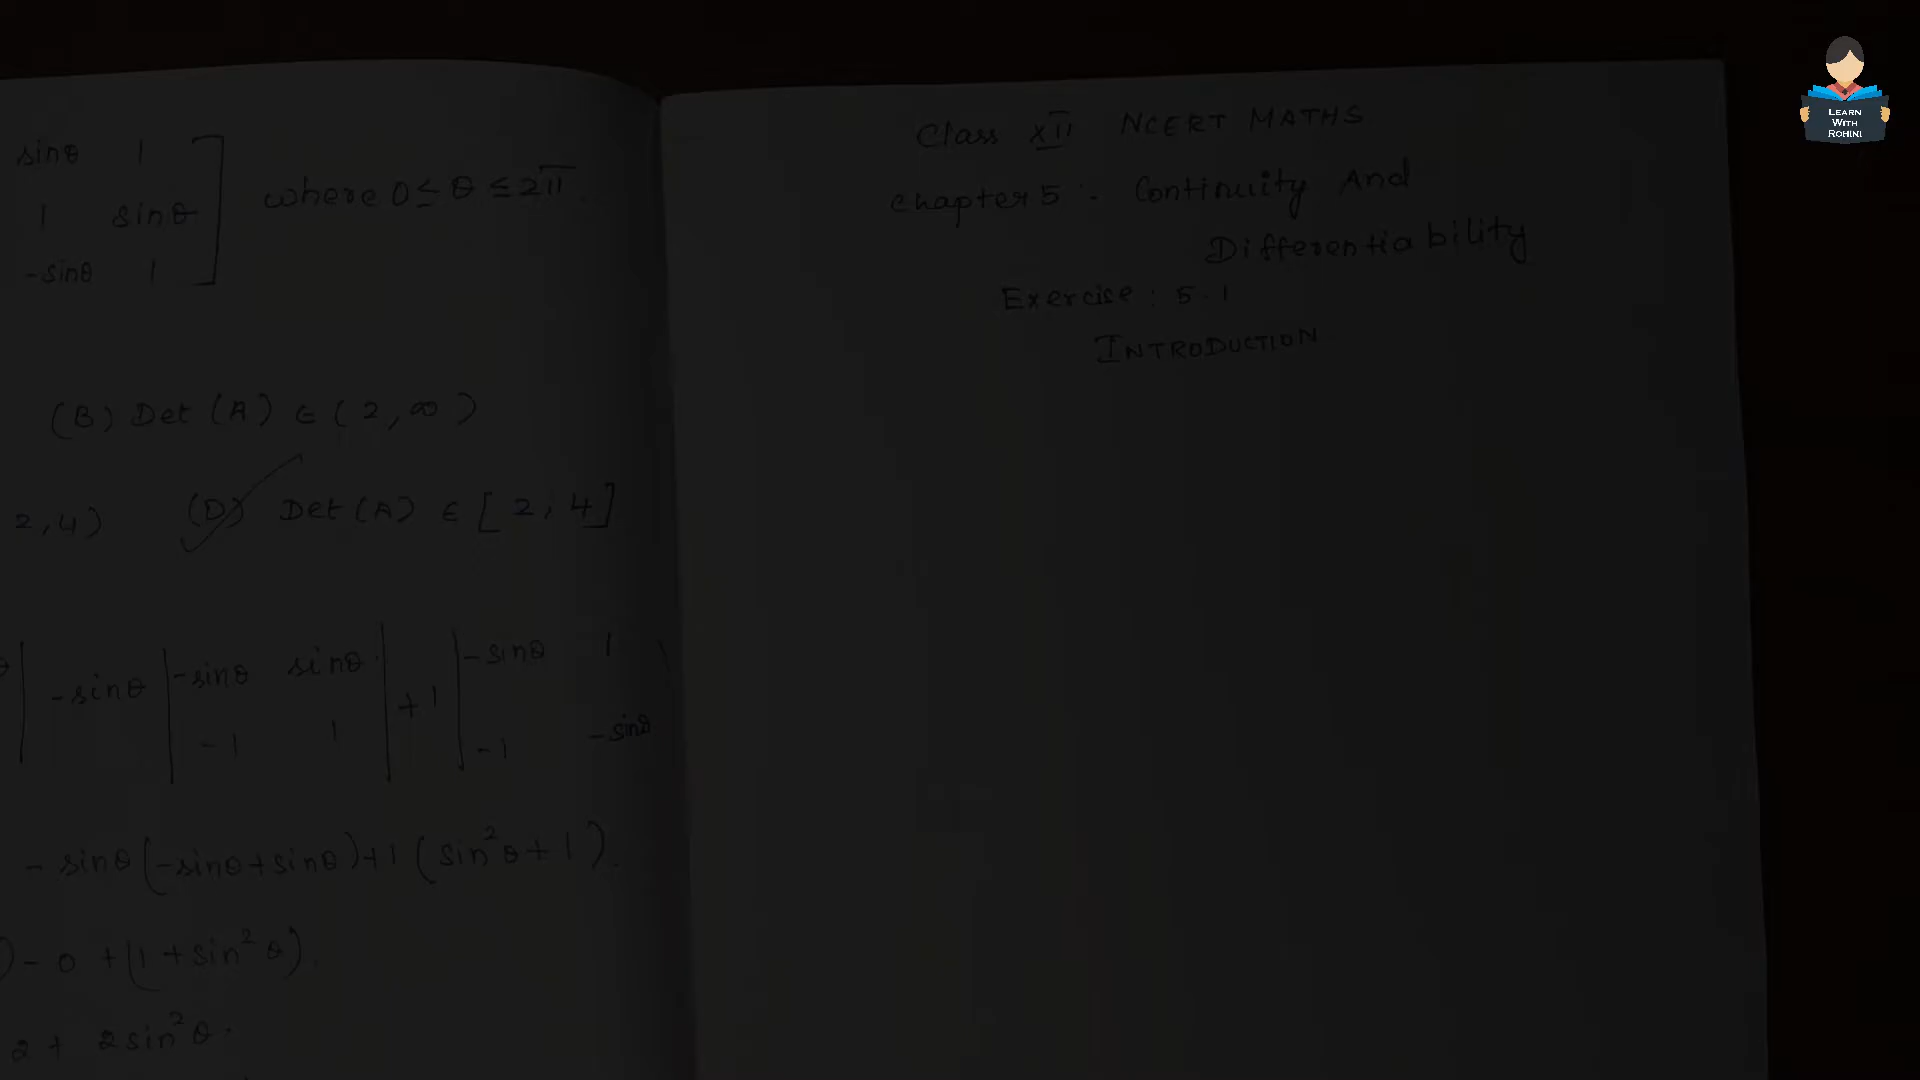 sinθ 1
1 sinθ
-sinθ 1
where 0 ≤ θ ≤ 2π.
(B) Det (A) ∈ (2, ∞)
2, 4) (D) Det (A) ∈ [2, 4]
θ| -sinθ |-sinθ sinθ| +1 |-sinθ 1
-1 1 -1 -sinθ
- sinθ (-sinθ + sinθ) + 1 (sin²θ + 1).
) - 0 + (1 + sin²θ).
2 + 2 sin²θ.
Class XII NCERT MATHS
Chapter 5 : Continuity And
Differentiability
Exercise : 5.1
INTRODUCTION
LEARN
WITH
ROHINI